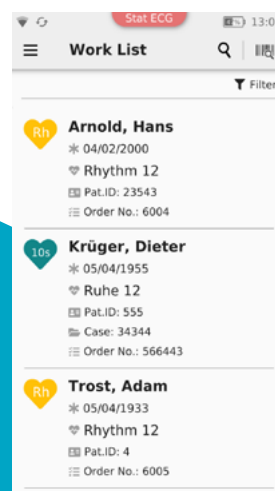 Stat ECG
13:0
Work List
Filter
Rh
Arnold, Hans
04/02/2000
Rhythm 12
Pat.ID: 23543
Order No.: 6004
10s
Krüger, Dieter
05/04/1955
Ruhe 12
Pat.ID: 555
Case: 34344
Order No.: 566443
Rh
Trost, Adam
05/04/1933
Rhythm 12
Pat.ID: 4
Order No.: 6005